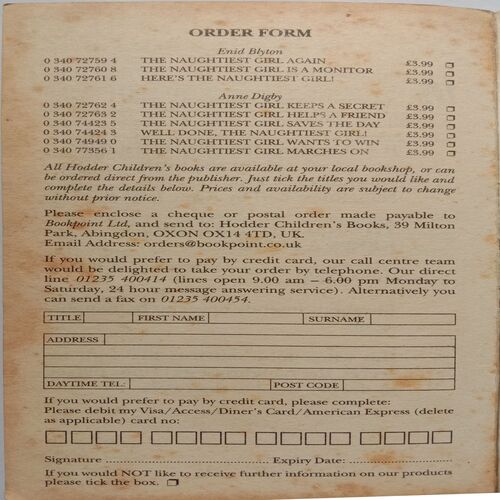 ORDER FORM
Enid Blyton
0 340 72759 4 THE NAUGHTIEST GIRL AGAIN £3.99
0 340 72760 8 THE NAUGHTIEST GIRL IS A MONITOR £3.99
0 340 72761 6 HERE'S THE NAUGHTIEST GIRL! £3.99
Anne Digby
0 340 72762 4 THE NAUGHTIEST GIRL KEEPS A SECRET £3.99
0 340 72763 2 THE NAUGHTIEST GIRL HELPS A FRIEND £3.99
0 340 74423 5 THE NAUGHTIEST GIRL SAVES THE DAY £3.99
0 340 74424 3 WELL DONE, THE NAUGHTIEST GIRL! £3.99
0 340 74949 0 THE NAUGHTIEST GIRL WANTS TO WIN £3.99
0 340 77356 1 THE NAUGHTIEST GIRL MARCHES ON £3.99
All Hodder Children's books are available at your local bookshop, or can
be ordered direct from the publisher. Just tick the titles you would like and
complete the details below. Prices and availability are subject to change
without prior notice.
Please enclose a cheque or postal order made payable to
Bookpoint Ltd, and send to: Hodder Children's Books, 39 Milton
Park, Abingdon, OXON OX14 4TD, UK.
Email Address: orders@bookpoint.co.uk
If you would prefer to pay by credit card, our call centre team
would be delighted to take your order by telephone. Our direct
line 01235 400414 (lines open 9.00 am – 6.00 pm Monday to
Saturday, 24 hour message answering service). Alternatively you
can send a fax on 01235 400454.
TITLE FIRST NAME SURNAME
ADDRESS
DAYTIME TEL: POST CODE
If you would prefer to pay by credit card, please complete:
Please debit my Visa/Access/Diner's Card/American Express (delete
as applicable) card no:
Signature ................................................ Expiry Date: ..........................
If you would NOT like to receive further information on our products
please tick the box.